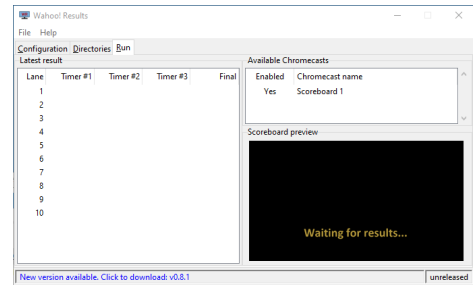 Wahoo! Results
File Help
Configuration Directories Run
Latest result
Lane Timer #1 Timer #2 Timer #3 Final
1
2
3
4
5
6
7
8
9
10
Available Chromecasts
Enabled Chromecast name
Yes Scoreboard 1
Scoreboard preview
Waiting for results...
New version available. Click to download: v0.8.1
unreleased